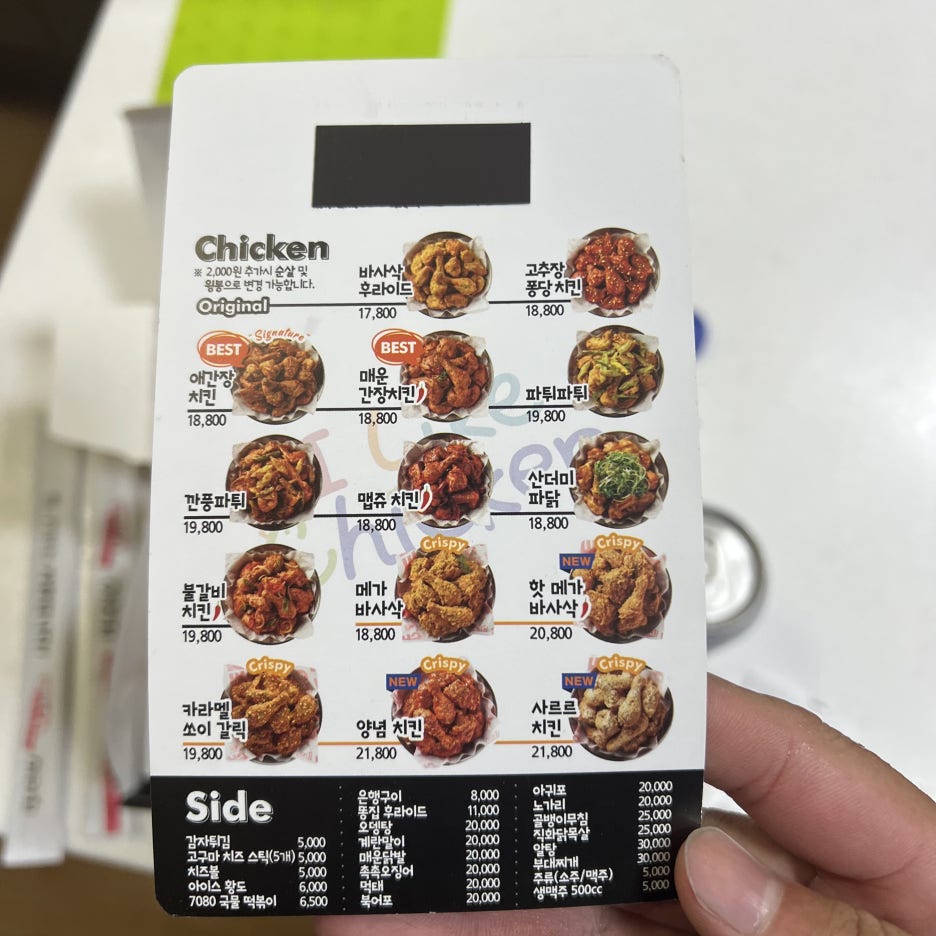 Chicken
※ 2,000원 추가시 순살 및
윙봉으로 변경 가능합니다.
Original
바사삭
후라이드
17,800
고추장
퐁당 치킨
18,800
BEST
Signature
애간장
치킨
18,800
BEST
매운
간장치킨
18,800
파튀파튀
19,800
깐풍파튀
19,800
맵쥬 치킨
18,800
산더미
파닭
18,800
불갈비
치킨
19,800
Crispy
메가
바사삭
18,800
Crispy
NEW
핫 메가
바사삭
20,800
Crispy
카라멜
쏘이 갈릭
19,800
Crispy
NEW
양념 치킨
21,800
Crispy
NEW
사르르
치킨
21,800
I Like
Chicken
Side
감자튀김 5,000
고구마 치즈 스틱(5개) 5,000
치즈볼 5,000
아이스 황도 6,000
7080 국물 떡볶이 6,500
은행구이 8,000
똥집 후라이드 11,000
오뎅탕 20,000
계란말이 20,000
매운닭발 20,000
촉촉오징어 20,000
먹태 20,000
북어포 20,000
아귀포 20,000
노가리 20,000
골뱅이무침 25,000
직화닭목살 25,000
알탕 30,000
부대찌개 30,000
주류(소주/맥주) 5,000
생맥주 500cc 5,000